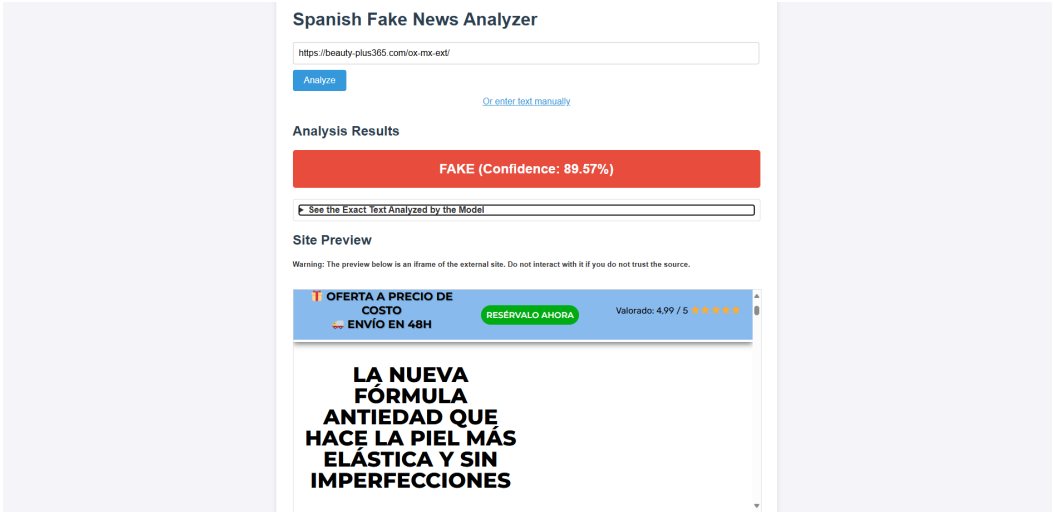 Spanish Fake News Analyzer
https://beauty-plus365.com/ox-mx-ext/
Analyze
Or enter text manually
Analysis Results
FAKE (Confidence: 89.57%)
▶ See the Exact Text Analyzed by the Model
Site Preview
Warning: The preview below is an iframe of the external site. Do not interact with it if you do not trust the source.
🎁 OFERTA A PRECIO DE
COSTO
🚚 ENVÍO EN 48H
RESÉRVALO AHORA
Valorado: 4,99 / 5 ⭐⭐⭐⭐⭐
LA NUEVA
FÓRMULA
ANTIEDAD QUE
HACE LA PIEL MÁS
ELÁSTICA Y SIN
IMPERFECCIONES